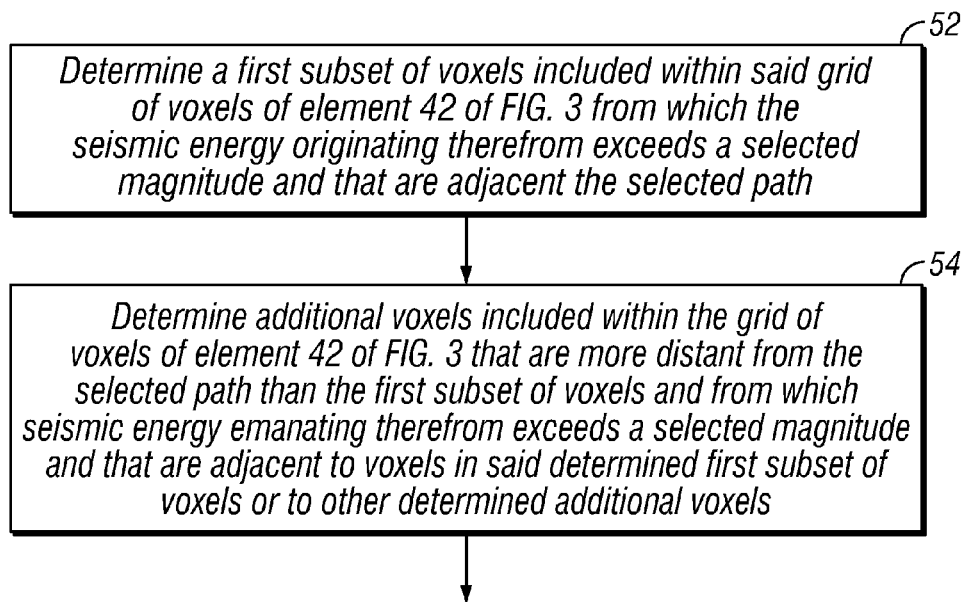 52
Determine a first subset of voxels included within said grid
of voxels of element 42 of FIG. 3 from which the
seismic energy originating therefrom exceeds a selected
magnitude and that are adjacent the selected path
54
Determine additional voxels included within the grid of
voxels of element 42 of FIG. 3 that are more distant from the
selected path than the first subset of voxels and from which
seismic energy emanating therefrom exceeds a selected magnitude
and that are adjacent to voxels in said determined first subset of
voxels or to other determined additional voxels